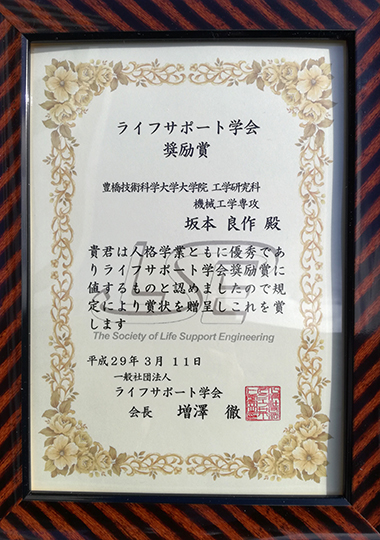 ライフサポート学会
奨励賞
豊橋技術科学大学大学院 工学研究科
機械工学専攻
坂本 良作 殿
貴君は人格学業ともに優秀であ
りライフサポート学会奨励賞に
値するものと認めましたので規
定により賞状を贈呈しこれを賞
します
JSLE
The Society of Life Support Engineering
平成29年3月11日
一般社団法人
ライフサポート学会
会長 増澤 徹